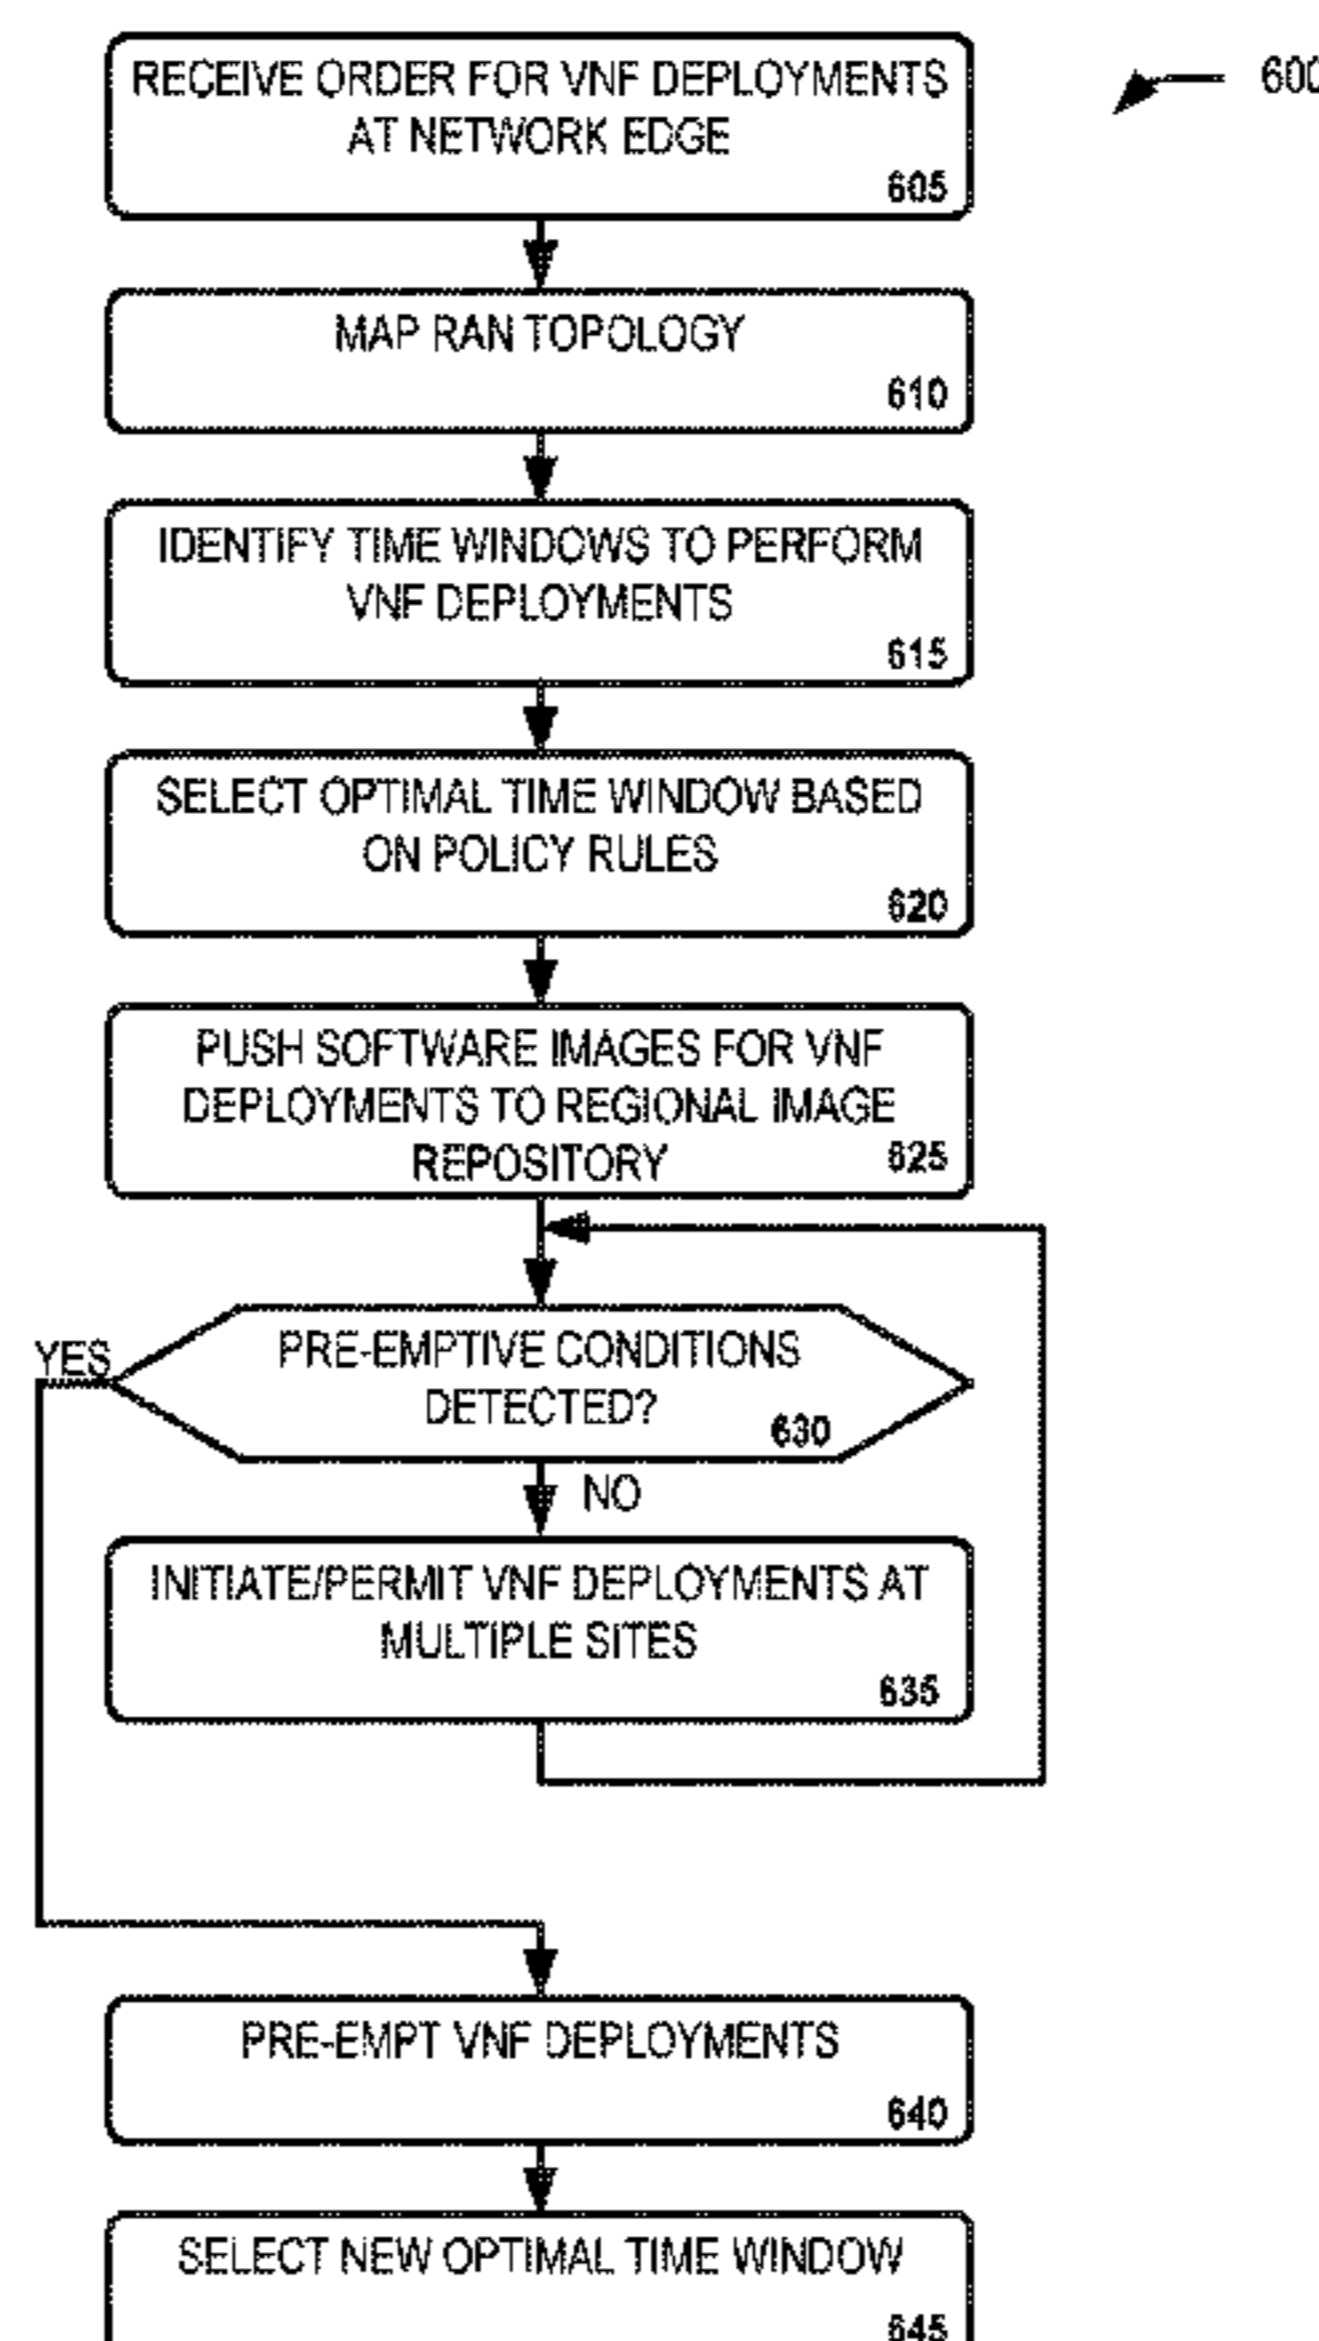 RECEIVE ORDER FOR VNF DEPLOYMENTS
AT NETWORK EDGE
605
600
MAP RAN TOPOLOGY
610
IDENTIFY TIME WINDOWS TO PERFORM
VNF DEPLOYMENTS
615
SELECT OPTIMAL TIME WINDOW BASED
ON POLICY RULES
620
PUSH SOFTWARE IMAGES FOR VNF
DEPLOYMENTS TO REGIONAL IMAGE
REPOSITORY
625
YES
PRE-EMPTIVE CONDITIONS
DETECTED?
630
NO
INITIATE/PERMIT VNF DEPLOYMENTS AT
MULTIPLE SITES
635
PRE-EMPT VNF DEPLOYMENTS
640
SELECT NEW OPTIMAL TIME WINDOW
645